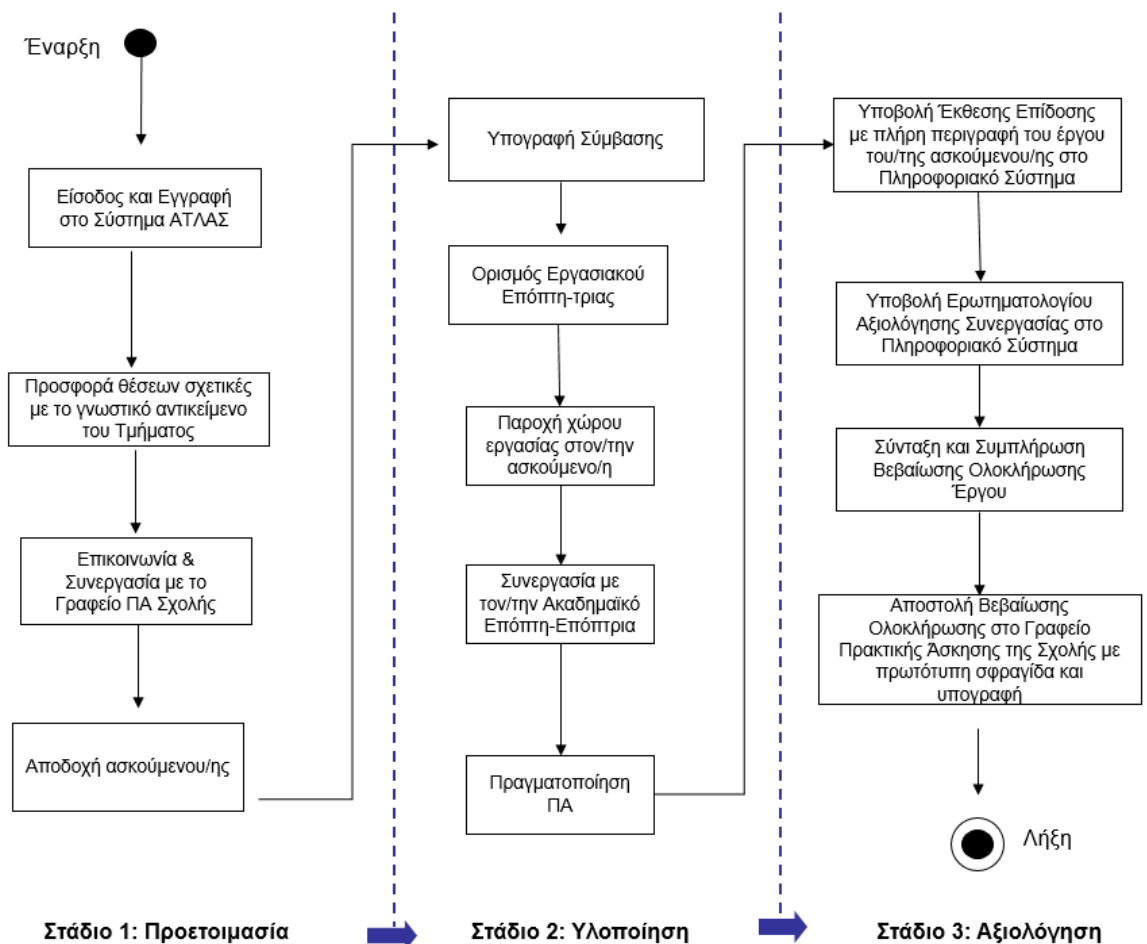 Έναρξη
Είσοδος και Εγγραφή
στο Σύστημα ΑΤΛΑΣ
Προσφορά θέσεων σχετικές
με το γνωστικό αντικείμενο
του Τμήματος
Επικοινωνία &
Συνεργασία με το
Γραφείο ΠΑ Σχολής
Αποδοχή ασκούμενου/ης
Στάδιο 1: Προετοιμασία
Υπογραφή Σύμβασης
Ορισμός Εργασιακού
Επόπτη-τριας
Παροχή χώρου
εργασίας στον/την
ασκούμενο/η
Συνεργασία με
τον/την Ακαδημαϊκό
Επόπτη-Επόπτρια
Πραγματοποίηση
ΠΑ
Στάδιο 2: Υλοποίηση
Υποβολή Έκθεσης Επίδοσης
με πλήρη περιγραφή του έργου
του/της ασκούμενου/ης στο
Πληροφοριακό Σύστημα
Υποβολή Ερωτηματολογίου
Αξιολόγησης Συνεργασίας στο
Πληροφοριακό Σύστημα
Σύνταξη και Συμπλήρωση
Βεβαίωσης Ολοκλήρωσης
Έργου
Αποστολή Βεβαίωσης
Ολοκλήρωσης στο Γραφείο
Πρακτικής Άσκησης της Σχολής με
πρωτότυπη σφραγίδα και
υπογραφή
Λήξη
Στάδιο 3: Αξιολόγηση